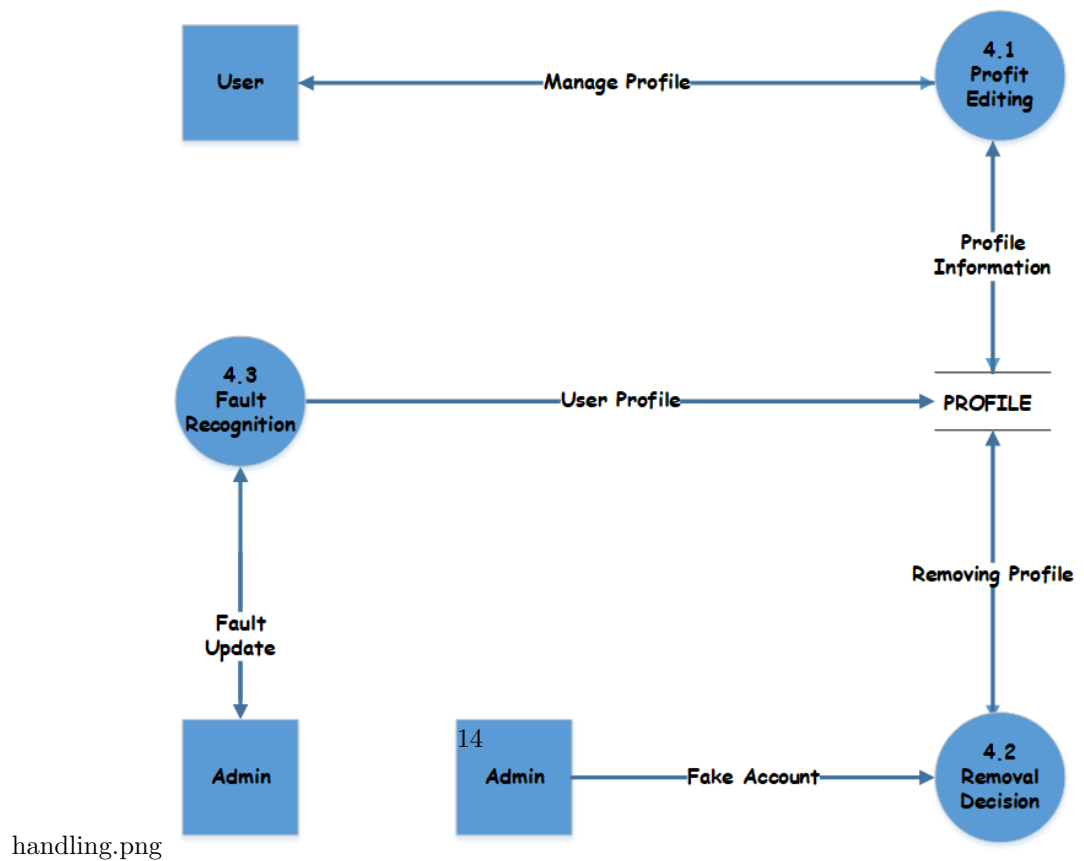 User
Manage Profile
4.1
Profit
Editing
Profile
Information
4.3
Fault
Recognition
User Profile
PROFILE
Removing Profile
Fault
Update
14
Admin
Admin
Fake Account
4.2
Removal
Decision
handling.png